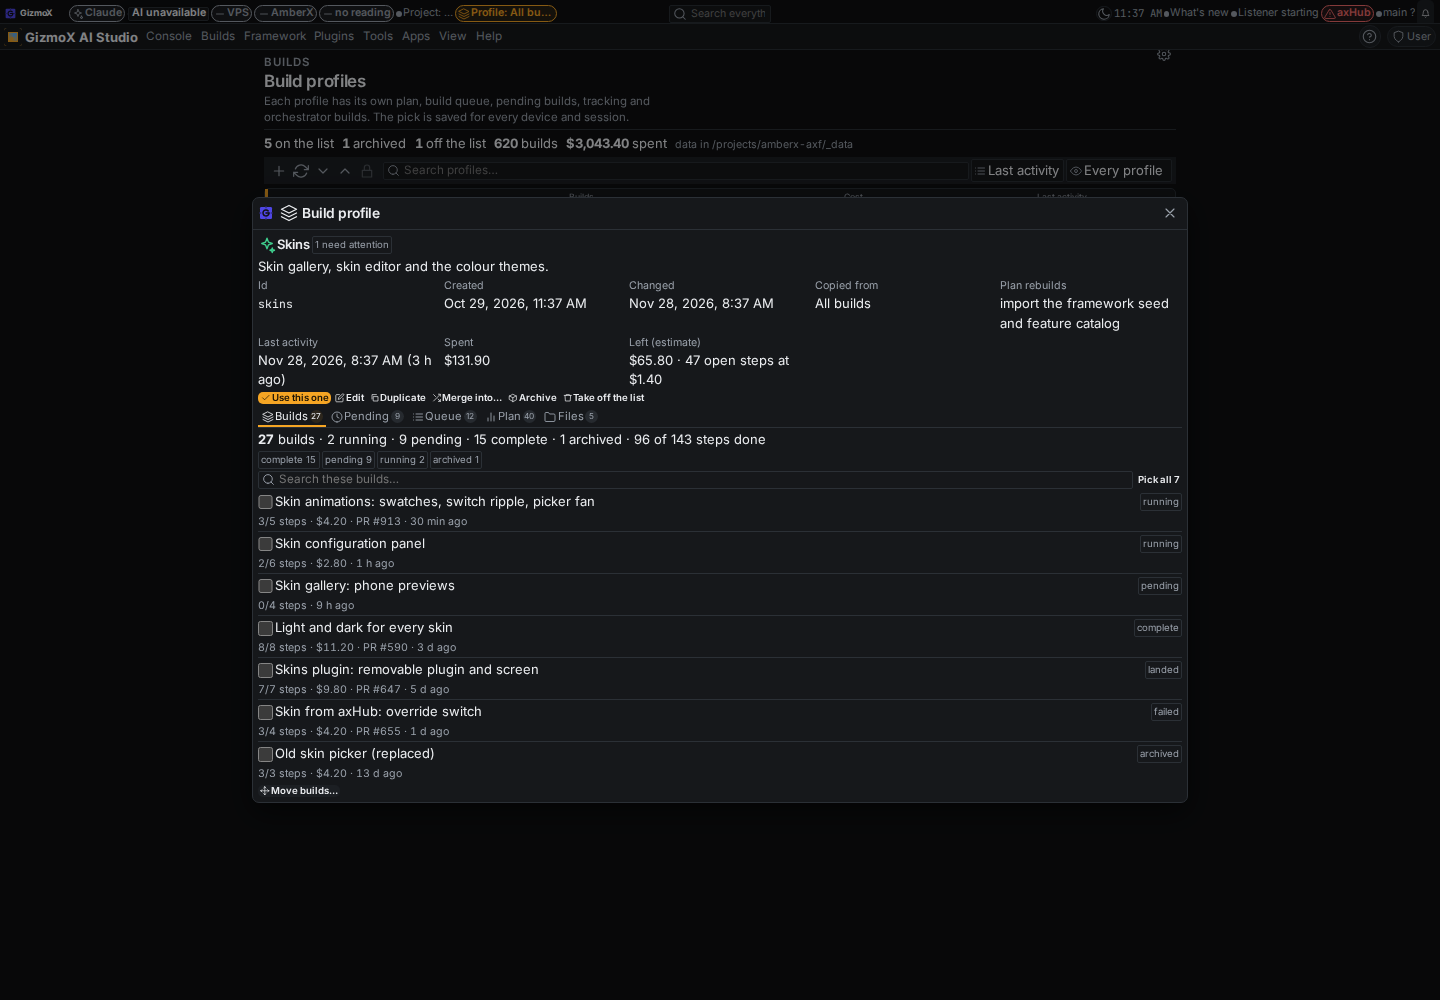 GizmoX Claude AI unavailable VPS AmberX no reading Project: ... Profile: All bu... Search everyth 11:37 AM What's new Listener starting axHub main ?
GizmoX AI Studio Console Builds Framework Plugins Tools Apps View Help User
BUILDS
Build profiles
Each profile has its own plan, build queue, pending builds, tracking and
orchestrator builds. The pick is saved for every device and session.
5 on the list 1 archived 1 off the list 620 builds $3,043.40 spent data in /projects/amberx-axf/_data
Search profiles... Last activity Every profile
Builds Cost Last activity
Build profile
Skins 1 need attention
Skin gallery, skin editor and the colour themes.
Id Created Changed Copied from Plan rebuilds
skins Oct 29, 2026, 11:37 AM Nov 28, 2026, 8:37 AM All builds import the framework seed
and feature catalog
Last activity Spent Left (estimate)
Nov 28, 2026, 8:37 AM (3 h $131.90 $65.80 · 47 open steps at
ago) $1.40
Use this one Edit Duplicate Merge into... Archive Take off the list
Builds 27 Pending 9 Queue 12 Plan 40 Files 5
27 builds · 2 running · 9 pending · 15 complete · 1 archived · 96 of 143 steps done
complete 15 pending 9 running 2 archived 1
Search these builds... Pick all 7
Skin animations: swatches, switch ripple, picker fan running
3/5 steps · $4.20 · PR #913 · 30 min ago
Skin configuration panel running
2/6 steps · $2.80 · 1 h ago
Skin gallery: phone previews pending
0/4 steps · 9 h ago
Light and dark for every skin complete
8/8 steps · $11.20 · PR #590 · 3 d ago
Skins plugin: removable plugin and screen landed
7/7 steps · $9.80 · PR #647 · 5 d ago
Skin from axHub: override switch failed
3/4 steps · $4.20 · PR #655 · 1 d ago
Old skin picker (replaced) archived
3/3 steps · $4.20 · 13 d ago
Move builds...